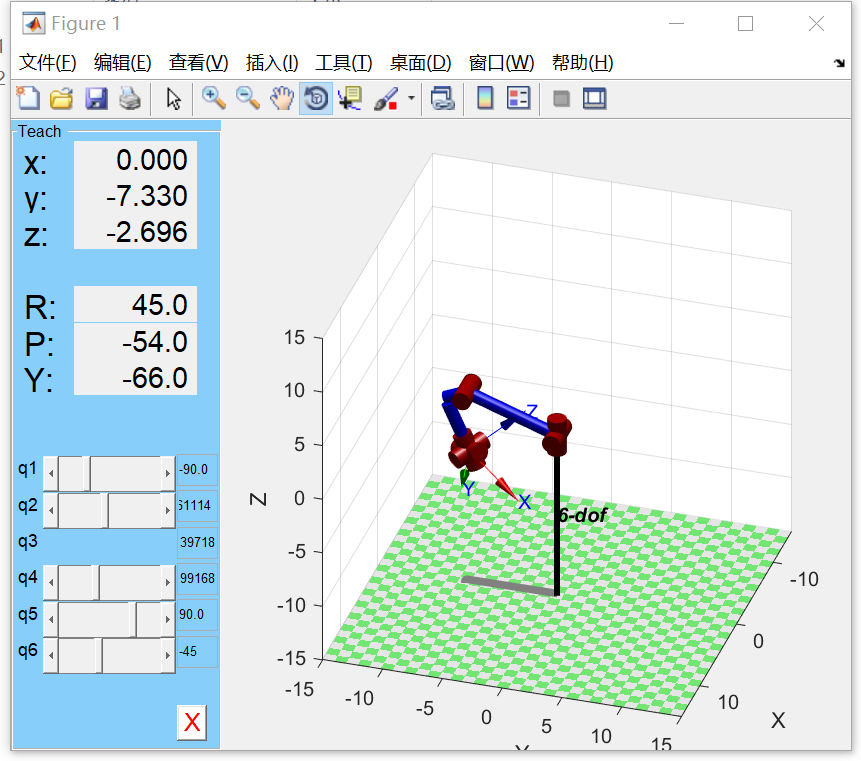 Figure 1
文件(F) 编辑(E) 查看(V) 插入(I) 工具(T) 桌面(D) 窗口(W) 帮助(H)
Teach
x: 0.000
y: -7.330
z: -2.696
R: 45.0
P: -54.0
Y: -66.0
q1 -90.0
q2 61114
q3 39718
q4 99168
q5 90.0
q6 -45
X
15
10
5
0
-5
-10
-15
Z
Z
Y
X
6-dof
-15
-10
-5
0
5
10
15
-10
0
10
X